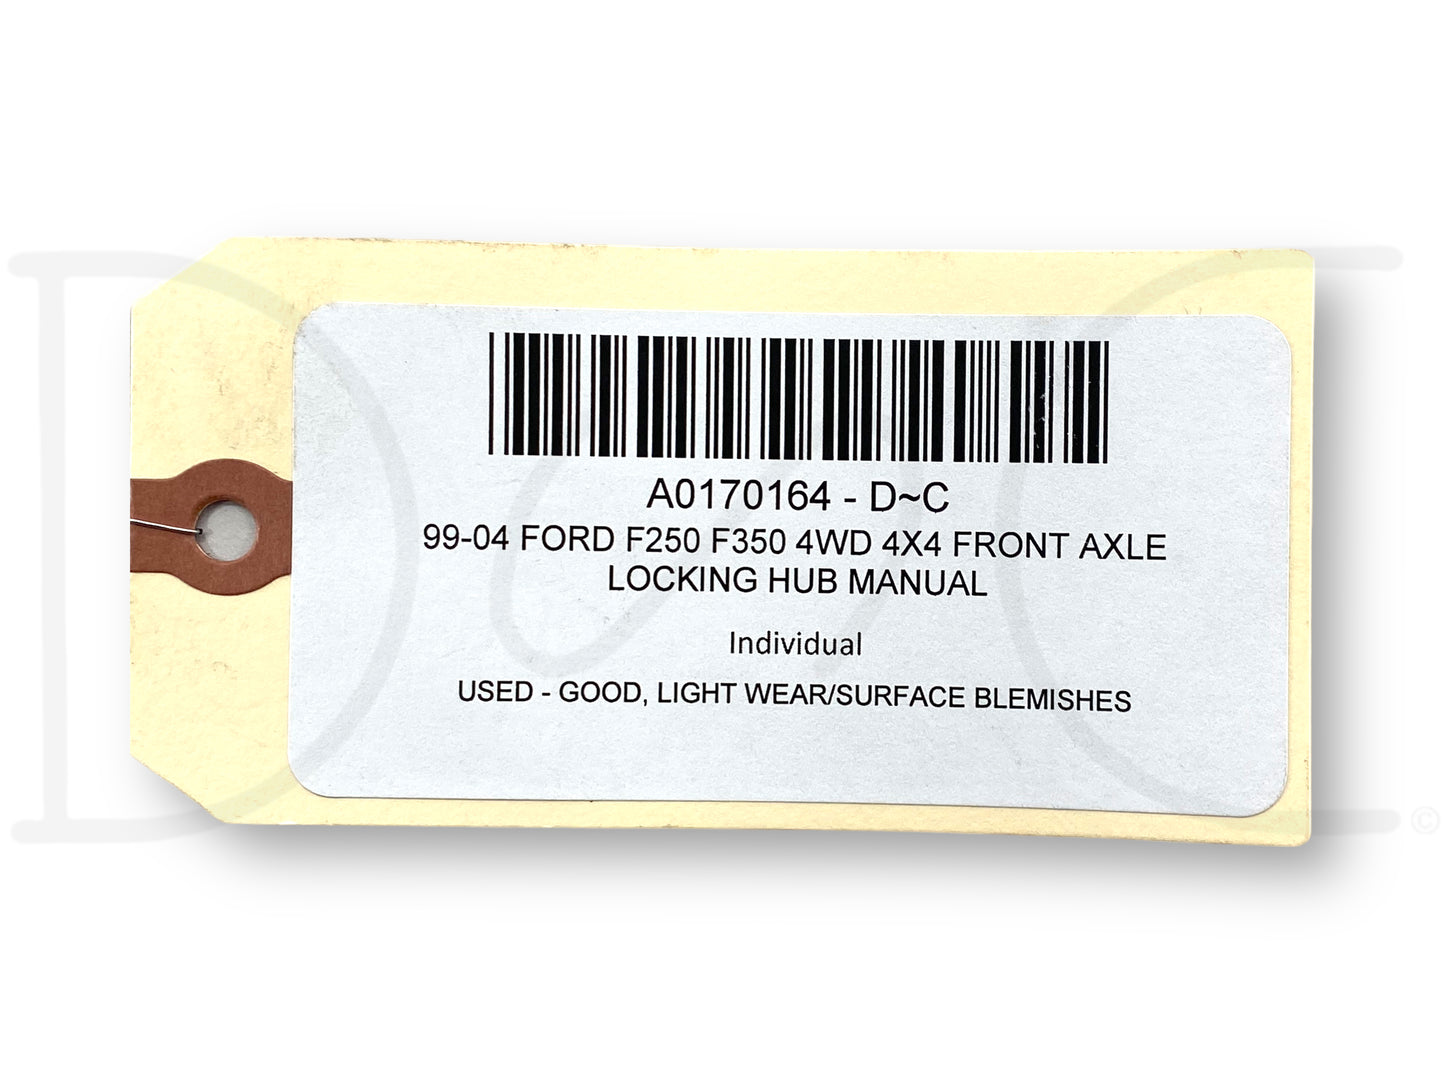 A0170164 - D~C
99-04 FORD F250 F350 4WD 4X4 FRONT AXLE
LOCKING HUB MANUAL
Individual
USED - GOOD, LIGHT WEAR/SURFACE BLEMISHES
D C
©